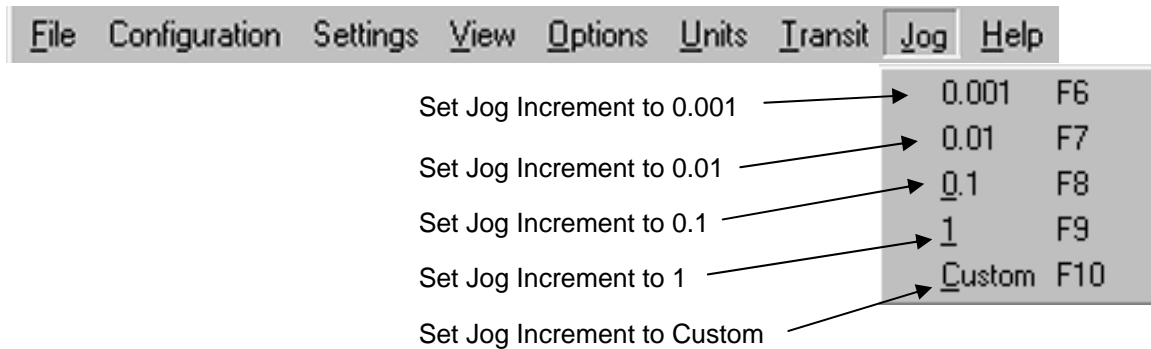 File Configuration Settings View Options Units Transit Jog Help
Set Jog Increment to 0.001 0.001 F6
Set Jog Increment to 0.01 0.01 F7
Set Jog Increment to 0.1 0.1 F8
Set Jog Increment to 1 1 F9
Set Jog Increment to Custom Custom F10